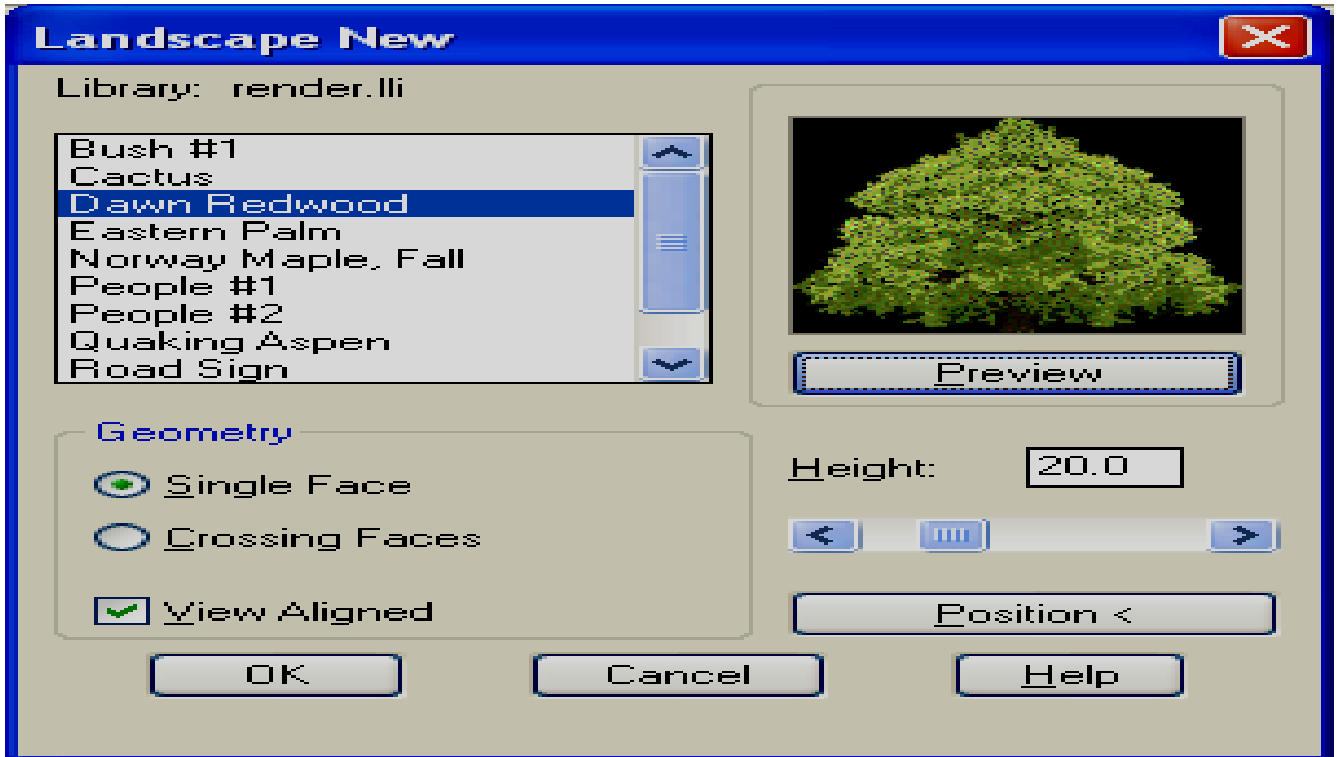 Landscape New
Library: render.lli
Bush #1
Cactus
Dawn Redwood
Eastern Palm
Norway Maple, Fall
People #1
People #2
Quaking Aspen
Road Sign
Preview
Geometry
Single Face
Crossing Faces
View Aligned
Height: 20.0
Position <
OK Cancel Help